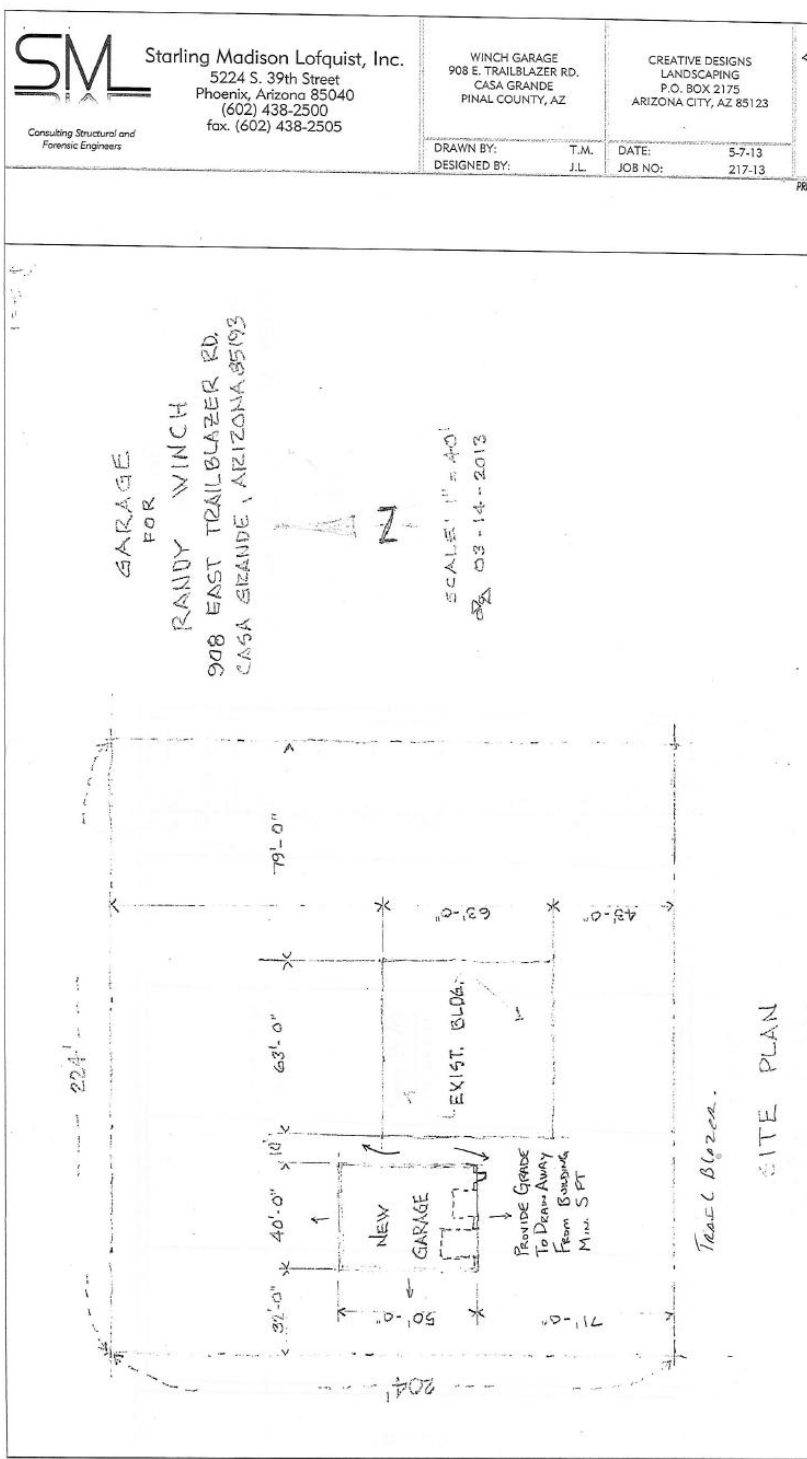 SML
Consulting Structural and
Forensic Engineers
Starling Madison Lofquist, Inc.
5224 S. 39th Street
Phoenix, Arizona 85040
(602) 438-2500
fax. (602) 438-2505
WINCH GARAGE
908 E. TRAILBLAZER RD.
CASA GRANDE
PINAL COUNTY, AZ
CREATIVE DESIGNS
LANDSCAPING
P.O. BOX 2175
ARIZONA CITY, AZ 85123
DRAWN BY: T.M.
DESIGNED BY: J.L.
DATE: 5-7-13
JOB NO: 217-13
GARAGE
FOR
RANDY WINCH
908 EAST TRAILBLAZER RD.
CASA GRANDE, ARIZONA 85193
N
SCALE: 1" = 40'
03-14-2013
224'
32'-0"
40'-0"
10'
63'-0"
79'-0"
63'-0"
43'-0"
EXIST. BLDG.
NEW
GARAGE
50'-0"
71'-0"
204'
PROVIDE GRADE
TO DRAIN AWAY
FROM BUILDING
MIN. 5 FT
Trail Blazer.
SITE PLAN